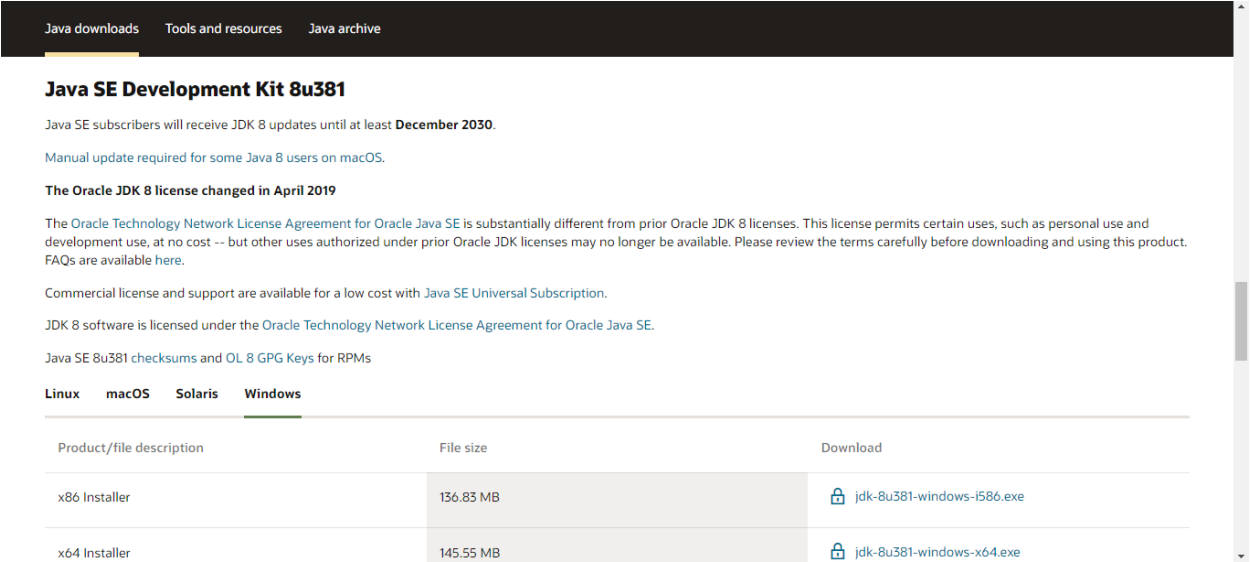 Java downloads Tools and resources Java archive
Java SE Development Kit 8u381
Java SE subscribers will receive JDK 8 updates until at least December 2030.
Manual update required for some Java 8 users on macOS.
The Oracle JDK 8 license changed in April 2019
The Oracle Technology Network License Agreement for Oracle Java SE is substantially different from prior Oracle JDK 8 licenses. This license permits certain uses, such as personal use and
development use, at no cost -- but other uses authorized under prior Oracle JDK licenses may no longer be available. Please review the terms carefully before downloading and using this product.
FAQs are available here.
Commercial license and support are available for a low cost with Java SE Universal Subscription.
JDK 8 software is licensed under the Oracle Technology Network License Agreement for Oracle Java SE.
Java SE 8u381 checksums and OL 8 GPG Keys for RPMs
Linux macOS Solaris Windows
Product/file description File size Download
x86 Installer 136.83 MB jdk-8u381-windows-i586.exe
x64 Installer 145.55 MB jdk-8u381-windows-x64.exe